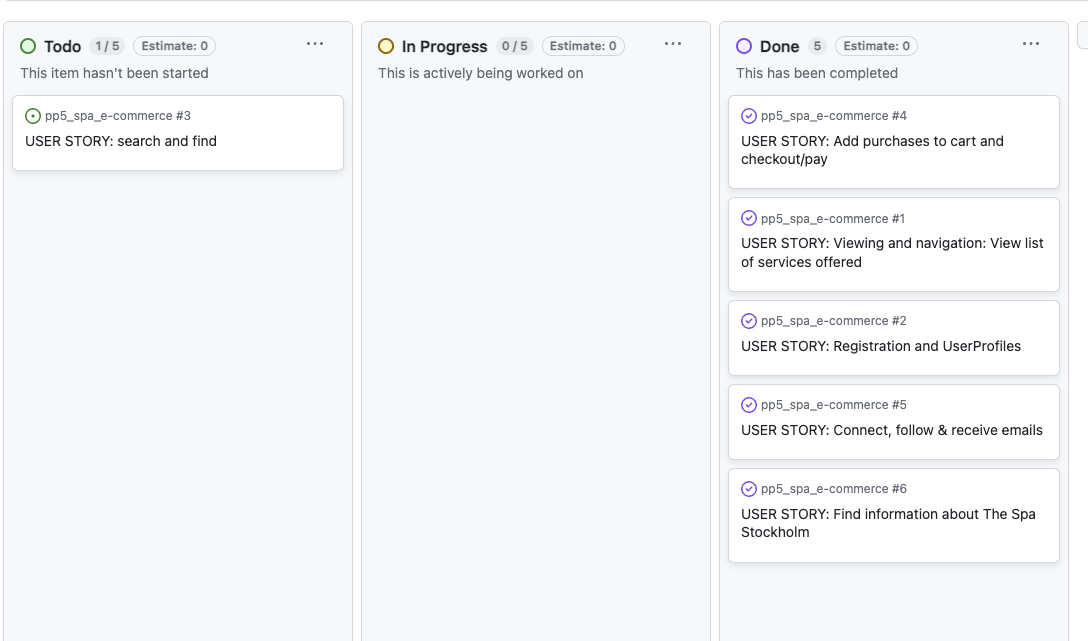 Todo 1 / 5 Estimate: 0
This item hasn't been started
pp5_spa_e-commerce #3
USER STORY: search and find
In Progress 0 / 5 Estimate: 0
This is actively being worked on
Done 5 Estimate: 0
This has been completed
pp5_spa_e-commerce #4
USER STORY: Add purchases to cart and
checkout/pay
pp5_spa_e-commerce #1
USER STORY: Viewing and navigation: View list
of services offered
pp5_spa_e-commerce #2
USER STORY: Registration and UserProfiles
pp5_spa_e-commerce #5
USER STORY: Connect, follow & receive emails
pp5_spa_e-commerce #6
USER STORY: Find information about The Spa
Stockholm